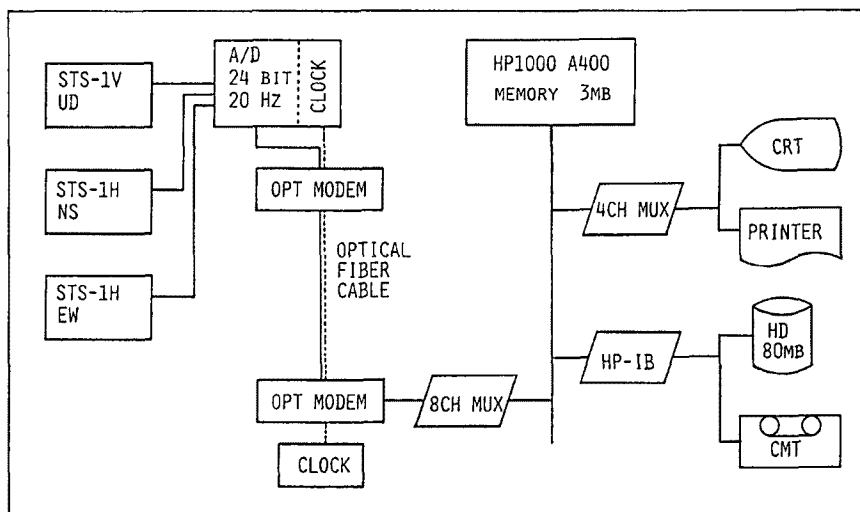 STS-1V
UD
STS-1H
NS
STS-1H
EW
A/D
24 BIT
20 HZ
CLOCK
OPT MODEM
OPTICAL
FIBER
CABLE
OPT MODEM
CLOCK
8CH MUX
HP1000 A400
MEMORY 3MB
4CH MUX
CRT
PRINTER
HP-IB
HD
80MB
CMT